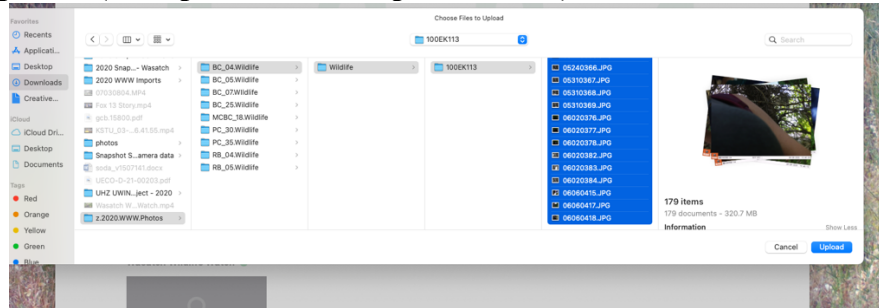 Choose Files to Upload
Favorites
Recents
Applicati...
Desktop
Downloads
Creative...
iCloud
iCloud Dri...
Desktop
Documents
Tags
Red
Orange
Yellow
Green
Blue
100EK113
Search
2020 Snap...- Wasatch
2020 WWW Imports
07030804.MP4
Fox 13 Story.mp4
gcb.15800.pdf
KSTU_03-...6.41.55.mp4
photos
Snapshot S...amera data
soda_v1507141.docx
UECO-D-21-00203.pdf
UHZ UWIN...ject - 2020
Wasatch W...Watch.mp4
z.2020.WWW.Photos
BC_04.Wildlife
BC_05.Wildlife
BC_07.Wildlife
BC_25.Wildlife
MCBC_18.Wildlife
PC_30.Wildlife
PC_35.Wildlife
RB_04.Wildlife
RB_05.Wildlife
Wildlife
100EK113
05240366.JPG
05310367.JPG
05310368.JPG
05310369.JPG
06020376.JPG
06020377.JPG
06020378.JPG
06020382.JPG
06020383.JPG
06020384.JPG
06060415.JPG
06060417.JPG
06060418.JPG
179 items
179 documents - 320.7 MB
Information
Show Less
Cancel
Upload